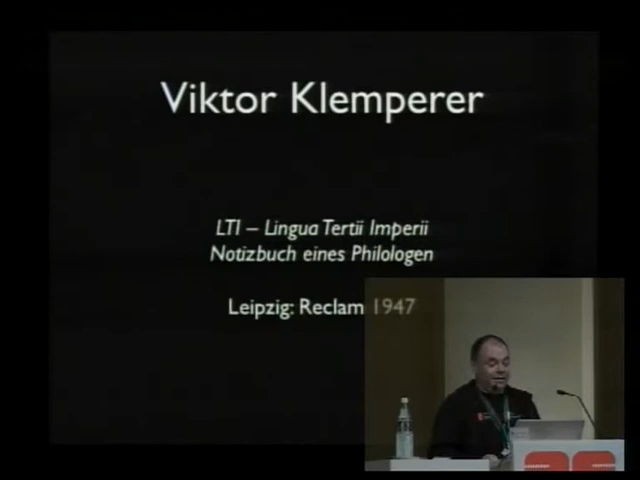 Viktor Klemperer
LTI – Lingua Tertii Imperii
Notizbuch eines Philologen
Leipzig: Reclam 1947